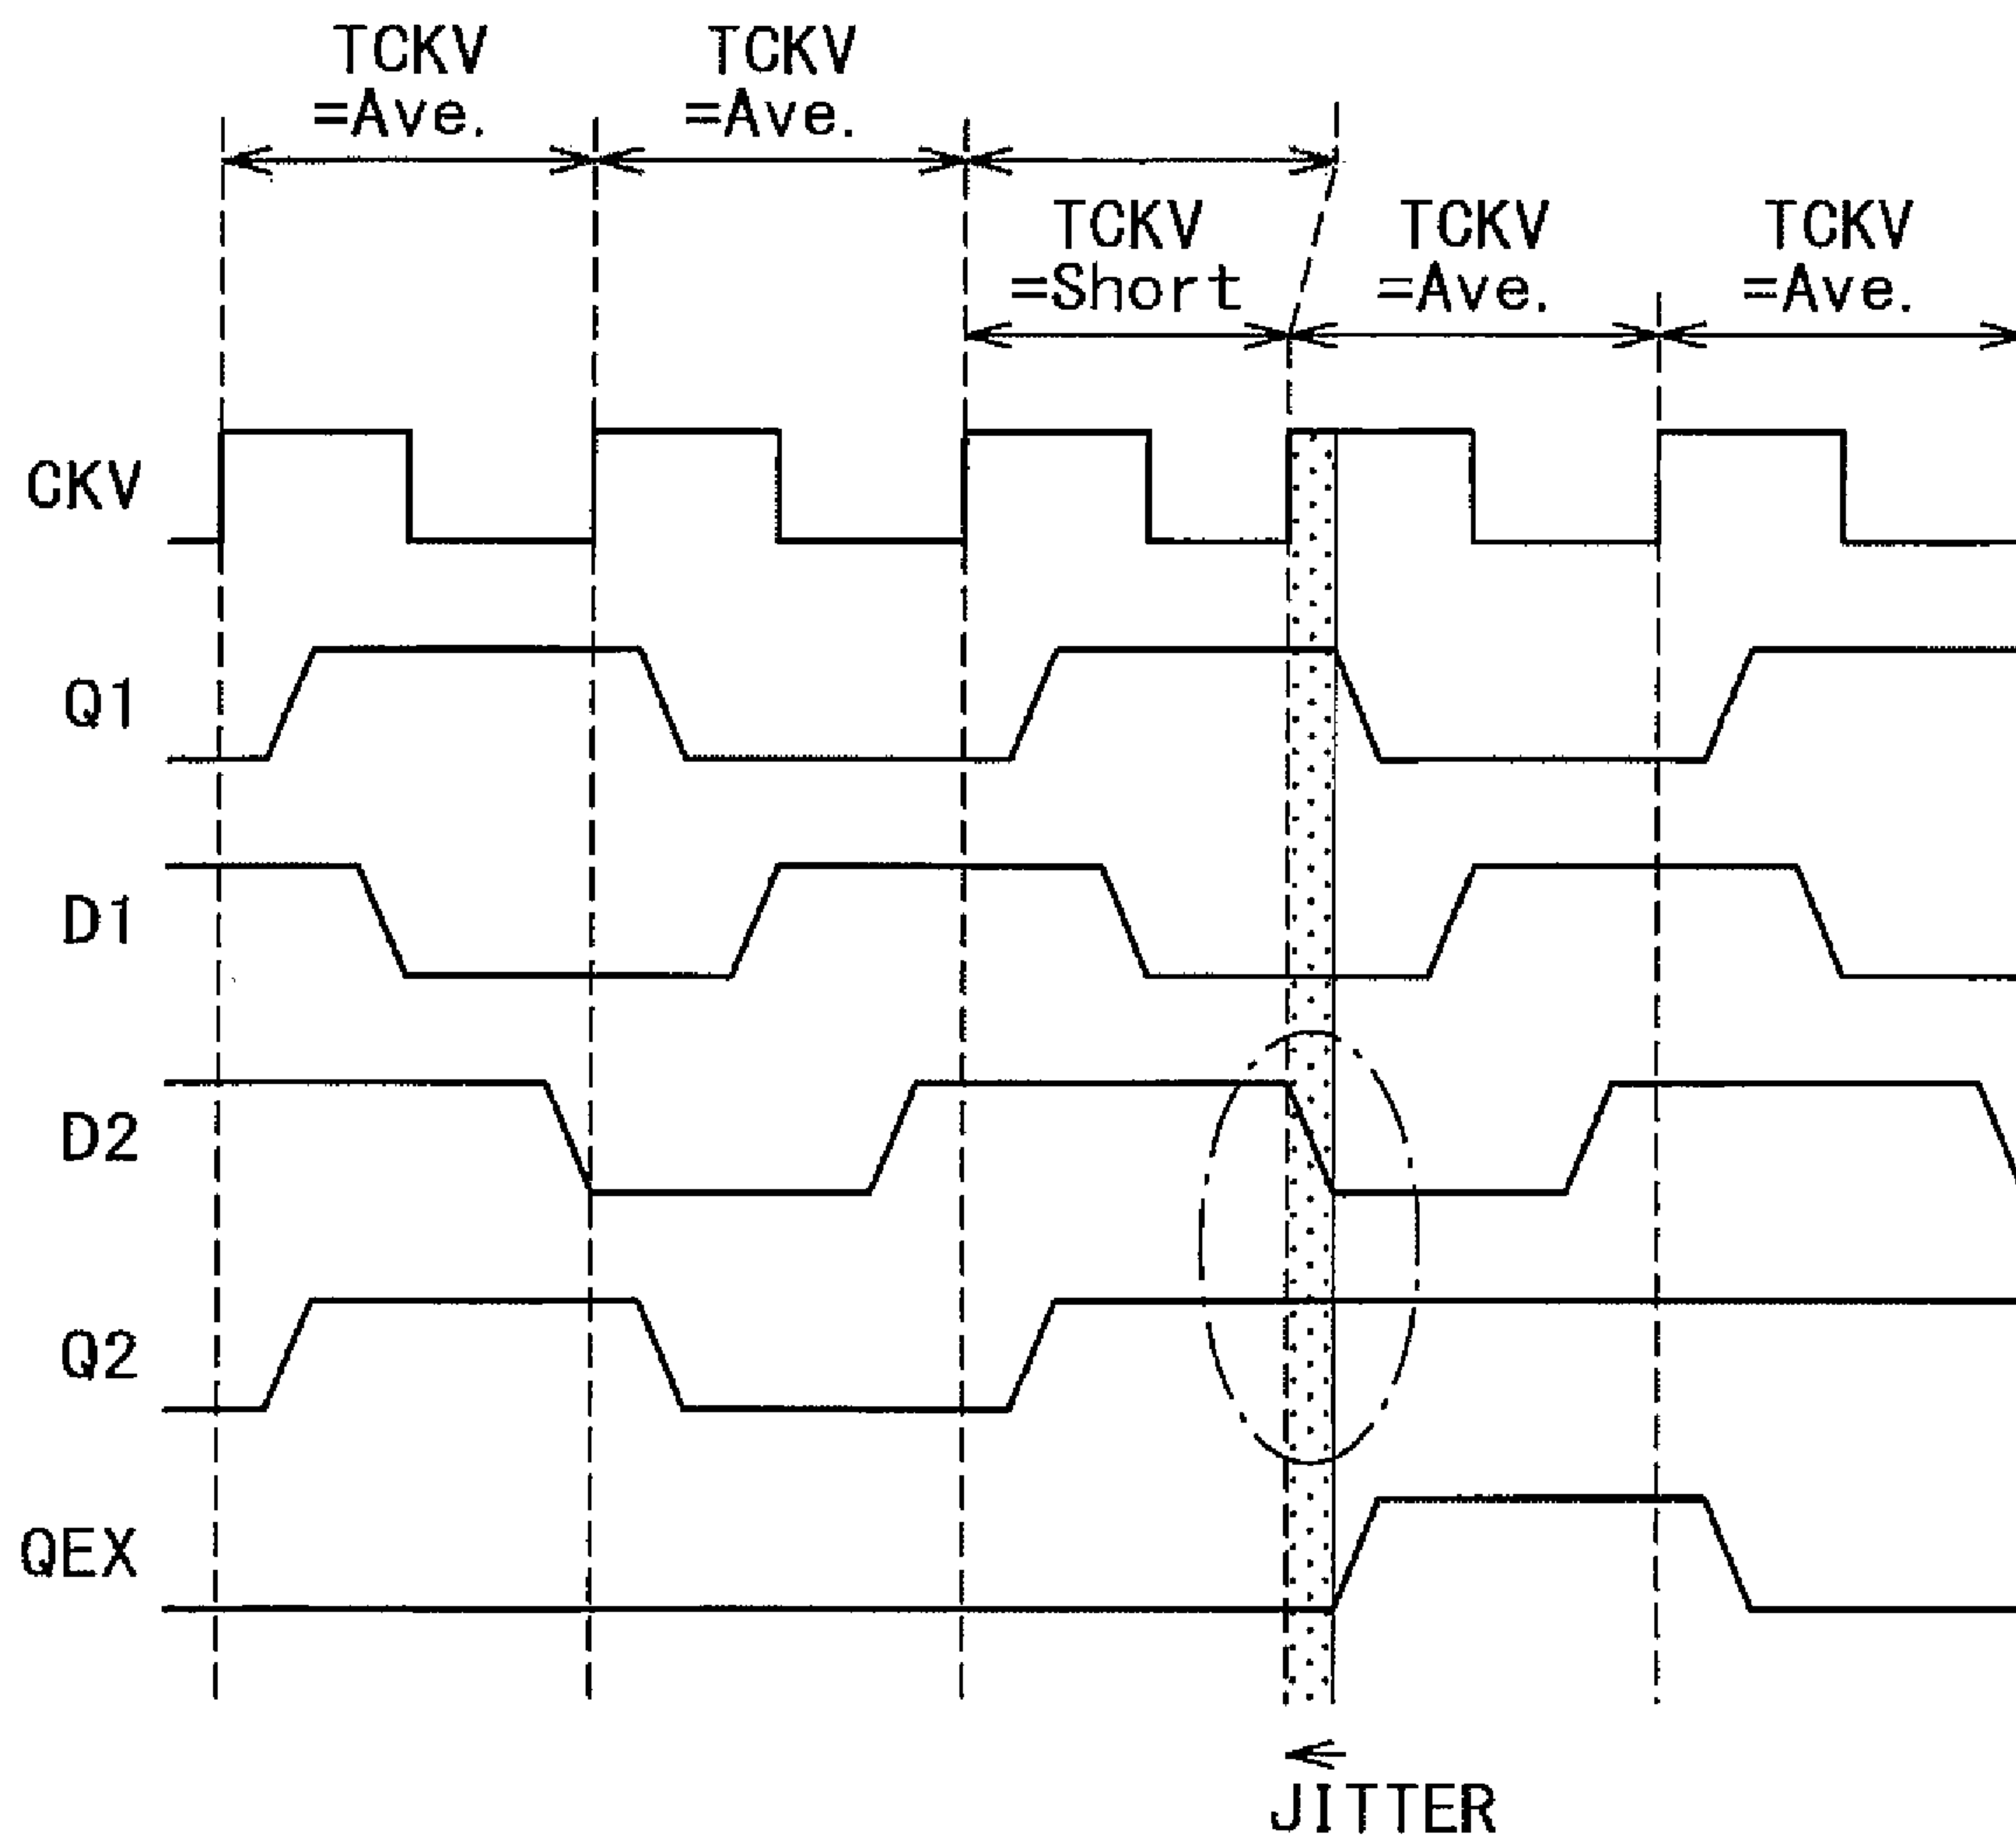 TCKV
=Ave.
TCKV
=Ave.
TCKV
=Short
TCKV
=Ave.
TCKV
=Ave.
CKV
Q1
D1
D2
Q2
QEX
JITTER